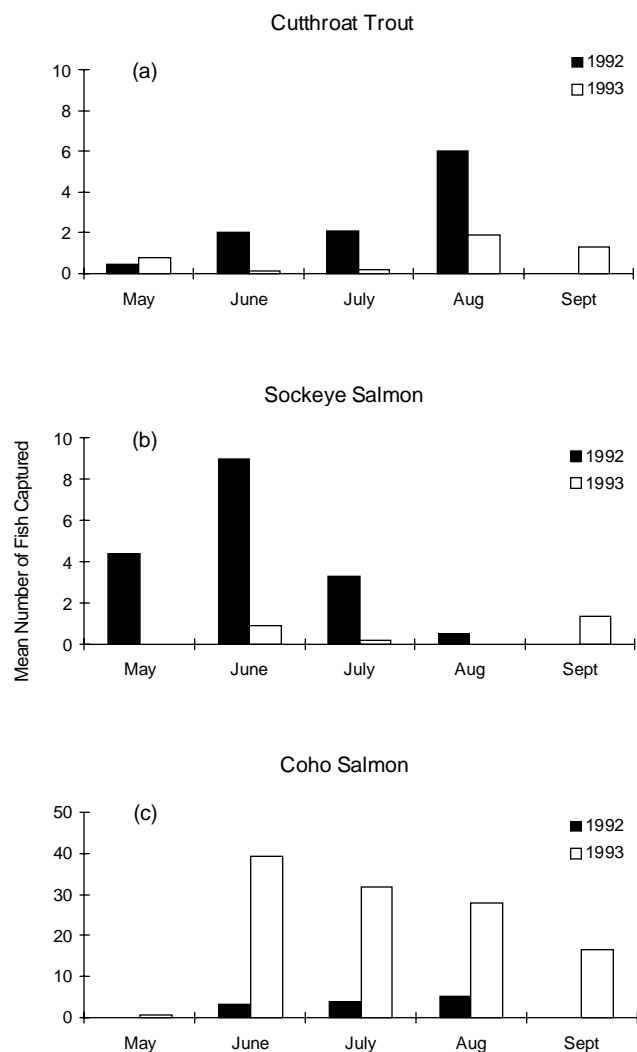 Cutthroat Trout
(a)
1992
1993
10
8
6
4
2
0
May June July Aug Sept
Sockeye Salmon
(b)
1992
1993
10
8
6
4
2
0
May June July Aug Sept
Mean Number of Fish Captured
Coho Salmon
(c)
1992
1993
50
40
30
20
10
0
May June July Aug Sept